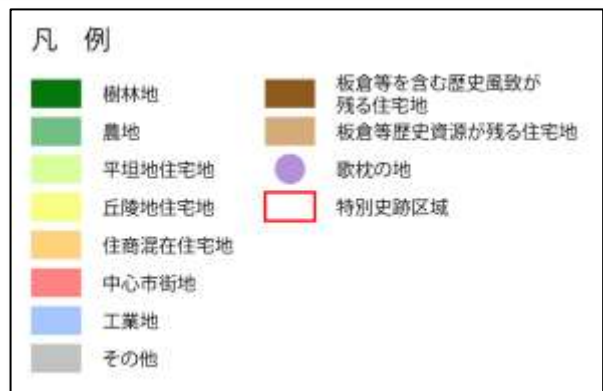 凡 例
樹林地
農地
平坦地住宅地
丘陵地住宅地
住商混在住宅地
中心市街地
工業地
その他
板倉等を含む歴史風致が
残る住宅地
板倉等歴史資源が残る住宅地
歌枕の地
特別史跡区域